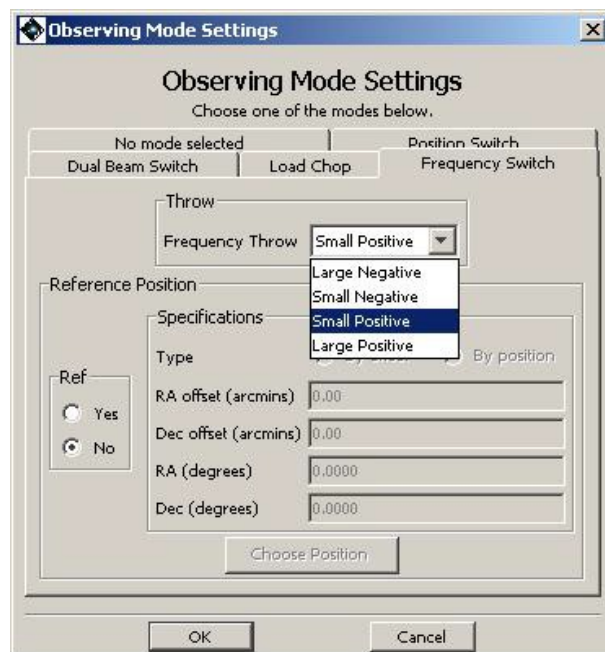 Observing Mode Settings
Observing Mode Settings
Choose one of the modes below.
No mode selected
Position Switch
Dual Beam Switch
Load Chop
Frequency Switch
Throw
Frequency Throw
Small Positive
Large Negative
Small Negative
Small Positive
Large Positive
Reference Position
Specifications
Type
By position
Ref
Yes
No
RA offset (arcmins)
0.00
Dec offset (arcmins)
0.00
RA (degrees)
0.0000
Dec (degrees)
0.0000
Choose Position
OK
Cancel